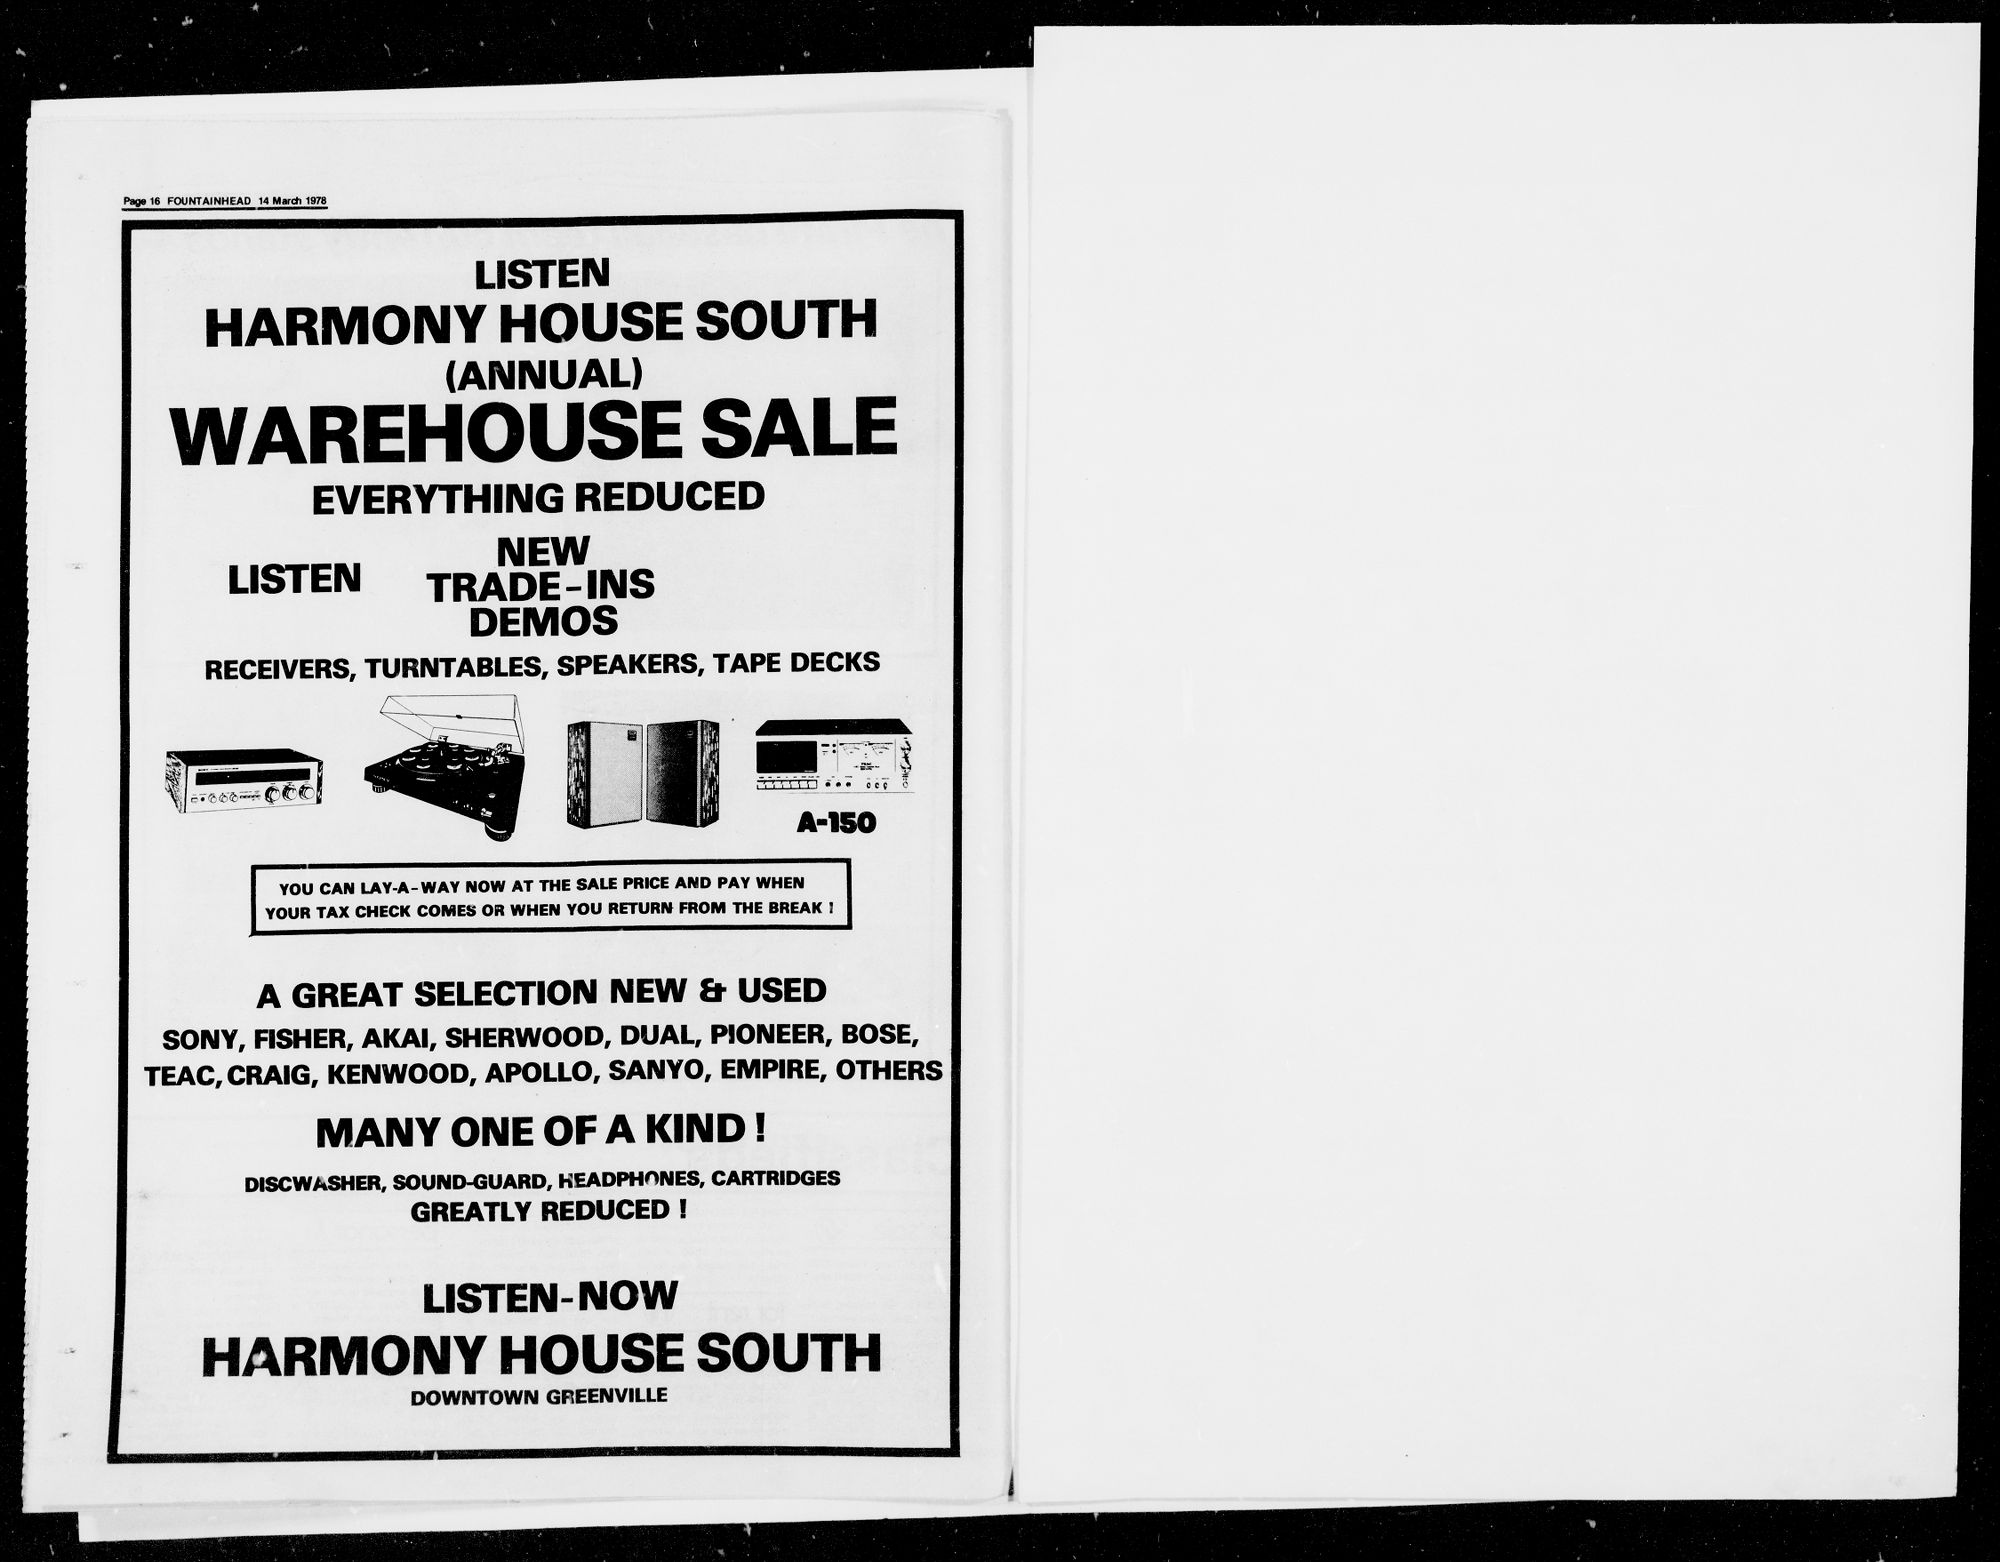 Page 16 FOUNTAINHEAD 14 March 1978
LISTEN
HARMONY HOUSE SOUTH
(ANNUAL)
WAREHOUSE SALE
EVERYTHING REDUCED
LISTEN
NEW
TRADE-INS
DEMOS
RECEIVERS, TURNTABLES, SPEAKERS, TAPE DECKS
A-150
YOU CAN LAY-A-WAY NOW AT THE SALE PRICE AND PAY WHEN
YOUR TAX CHECK COMES OR WHEN YOU RETURN FROM THE BREAK !
A GREAT SELECTION NEW & USED
SONY, FISHER, AKAI, SHERWOOD, DUAL, PIONEER, BOSE,
TEAC, CRAIG, KENWOOD, APOLLO, SANYO, EMPIRE, OTHERS
MANY ONE OF A KIND !
DISCWASHER, SOUND-GUARD, HEADPHONES, CARTRIDGES
GREATLY REDUCED !
LISTEN-NOW
HARMONY HOUSE SOUTH
DOWNTOWN GREENVILLE